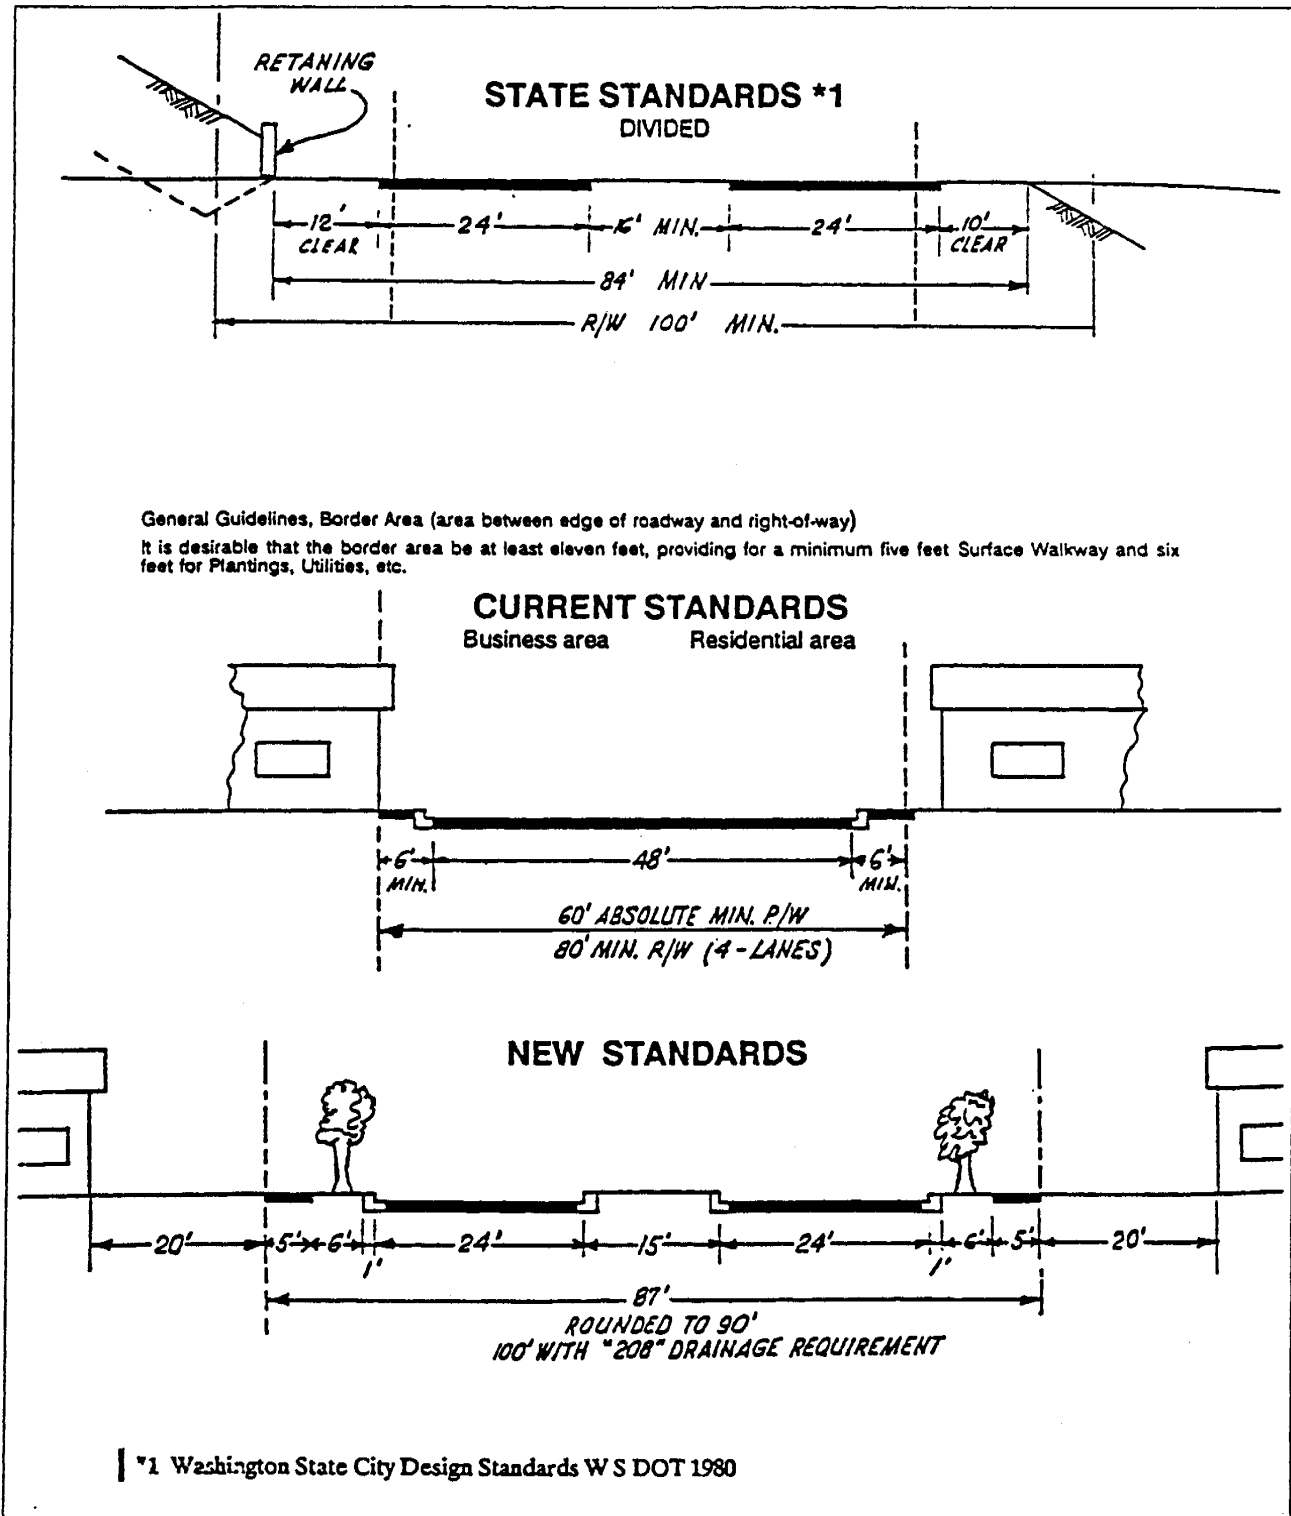 RETAHING
WALL
STATE STANDARDS *1
DIVIDED
12' 24' 16' MIN. 24' 10'
CLEAR CLEAR
84' MIN
R/W 100' MIN.
General Guidelines, Border Area (area between edge of roadway and right-of-way)
It is desirable that the border area be at least eleven feet, providing for a minimum five feet Surface Walkway and six
feet for Plantings, Utilities, etc.
CURRENT STANDARDS
Business area Residential area
6' 48' 6'
MIN. MIN.
60' ABSOLUTE MIN. R/W
80' MIN. R/W (4-LANES)
NEW STANDARDS
20' 5' 6' 24' 15' 24' 6' 5' 20'
1' 1'
87'
ROUNDED TO 90'
100' WITH "208" DRAINAGE REQUIREMENT
*1 Washington State City Design Standards W S DOT 1980